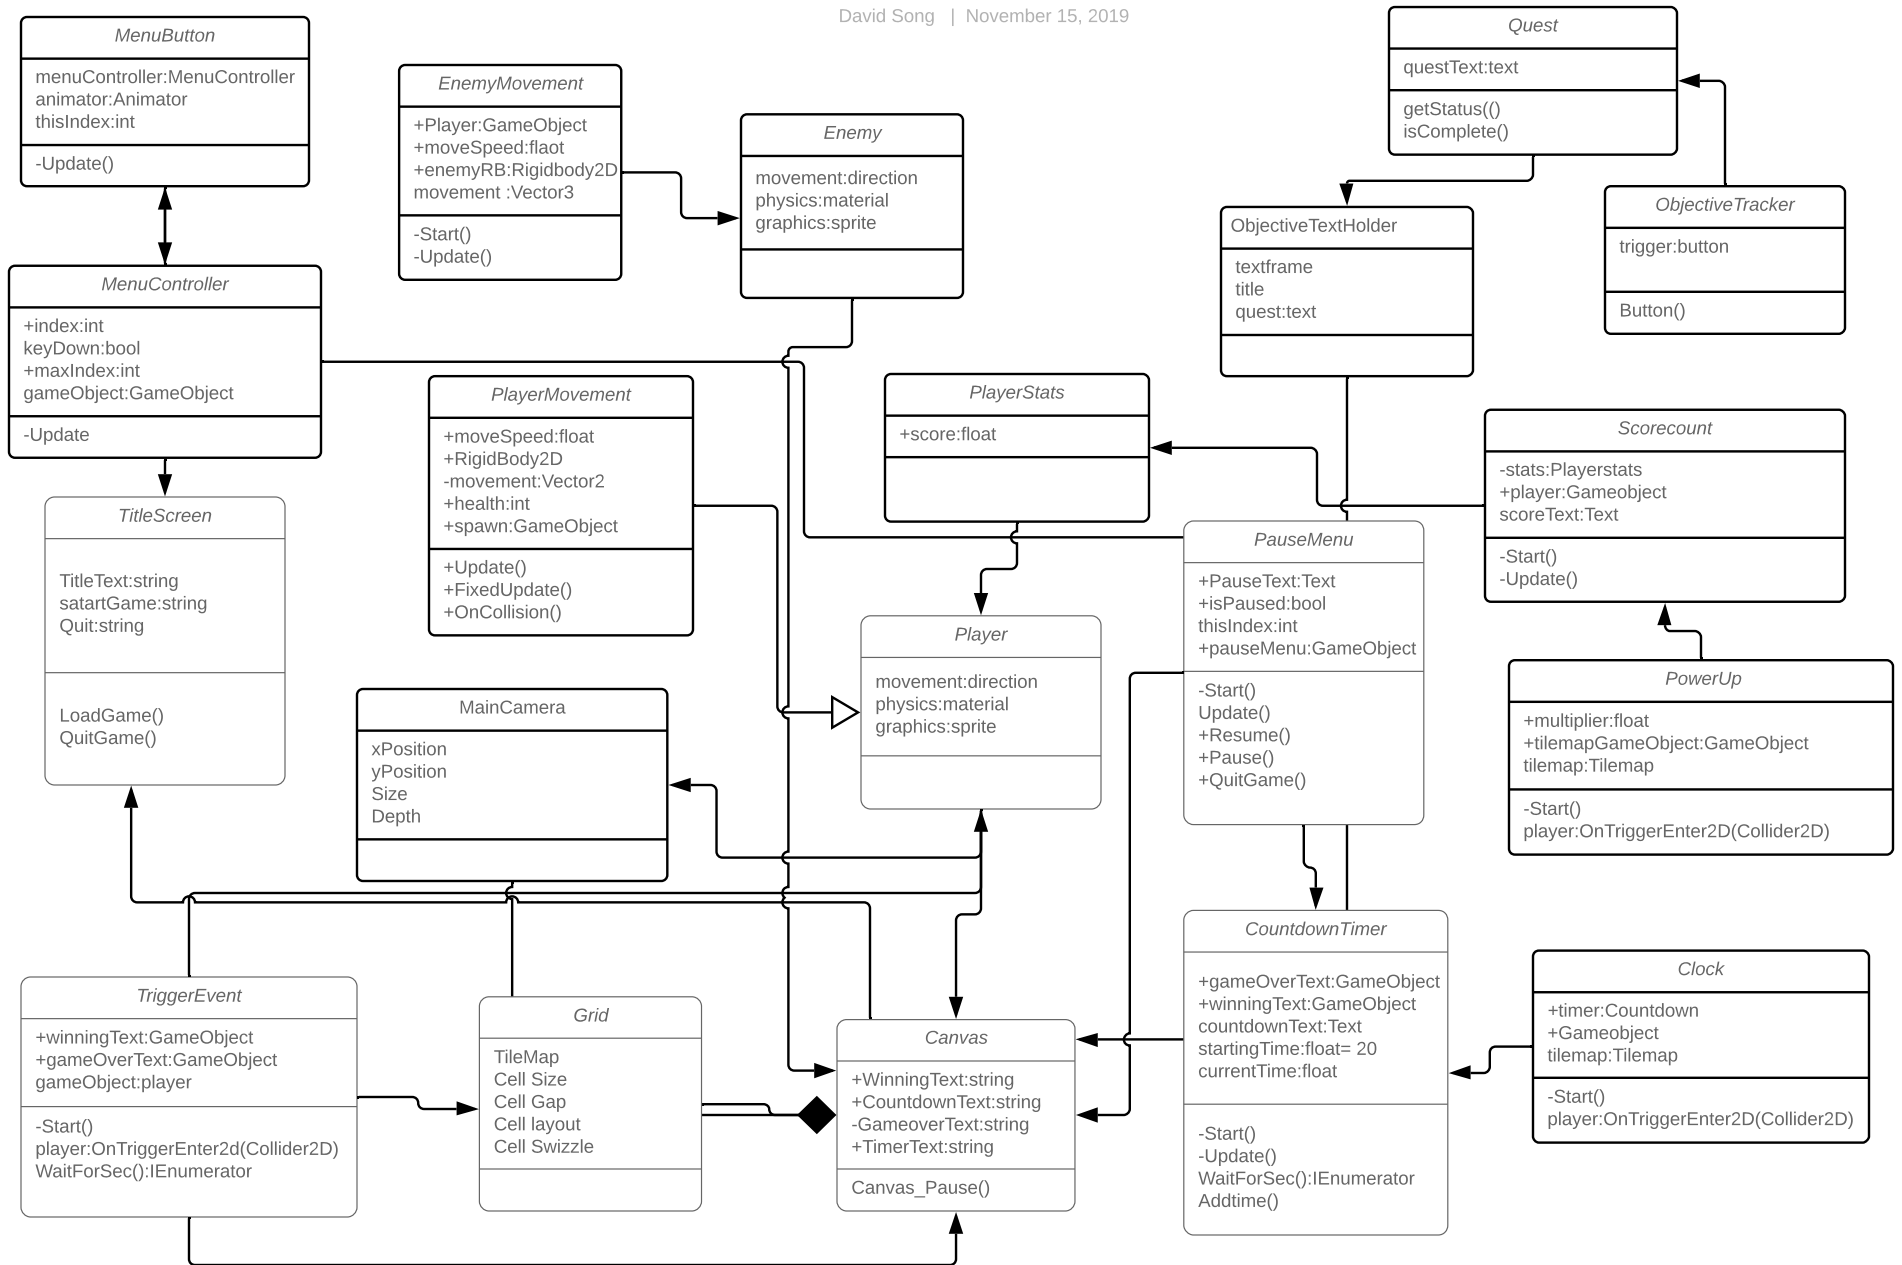 David Song | November 15, 2019
MenuButton
menuController:MenuController
animator:Animator
thisIndex:int
-Update()
EnemyMovement
+Player:GameObject
+moveSpeed:flaot
+enemyRB:Rigidbody2D
movement :Vector3
-Start()
-Update()
Enemy
movement:direction
physics:material
graphics:sprite
Quest
questText:text
getStatus(()
isComplete()
ObjectiveTracker
trigger:button
Button()
ObjectiveTextHolder
textframe
title
quest:text
MenuController
+index:int
keyDown:bool
+maxIndex:int
gameObject:GameObject
-Update
PlayerMovement
+moveSpeed:float
+RigidBody2D
-movement:Vector2
+health:int
+spawn:GameObject
+Update()
+FixedUpdate()
+OnCollision()
PlayerStats
+score:float
Scorecount
-stats:Playerstats
+player:Gameobject
scoreText:Text
-Start()
-Update()
TitleScreen
TitleText:string
satartGame:string
Quit:string
LoadGame()
QuitGame()
PauseMenu
+PauseText:Text
+isPaused:bool
thisIndex:int
+pauseMenu:GameObject
-Start()
Update()
+Resume()
+Pause()
+QuitGame()
Player
movement:direction
physics:material
graphics:sprite
MainCamera
xPosition
yPosition
Size
Depth
PowerUp
+multiplier:float
+tilemapGameObject:GameObject
tilemap:Tilemap
-Start()
player:OnTriggerEnter2D(Collider2D)
TriggerEvent
+winningText:GameObject
+gameOverText:GameObject
gameObject:player
-Start()
player:OnTriggerEnter2d(Collider2D)
WaitForSec():IEnumerator
Grid
TileMap
Cell Size
Cell Gap
Cell layout
Cell Swizzle
Canvas
+WinningText:string
+CountdownText:string
-GameoverText:string
+TimerText:string
Canvas_Pause()
CountdownTimer
+gameOverText:GameObject
+winningText:GameObject
countdownText:Text
startingTime:float= 20
currentTime:float
-Start()
-Update()
WaitForSec():IEnumerator
Addtime()
Clock
+timer:Countdown
+Gameobject
tilemap:Tilemap
-Start()
player:OnTriggerEnter2D(Collider2D)